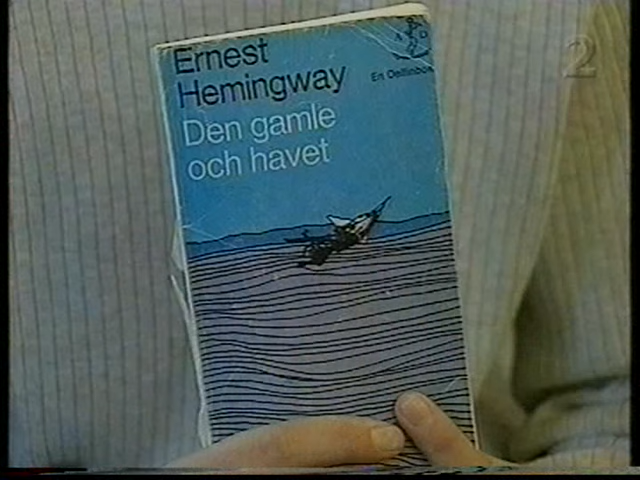 Ernest
Hemingway
Den gamle
och havet
A D
En Delfinbok
2